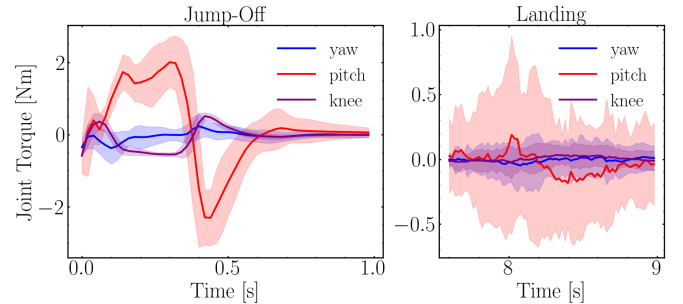 Jump-Off
Joint Torque [Nm]
2
0
−2
yaw
pitch
knee
0.0
0.5
1.0
Time [s]
Landing
1.0
0.5
0.0
−0.5
yaw
pitch
knee
8
9
Time [s]